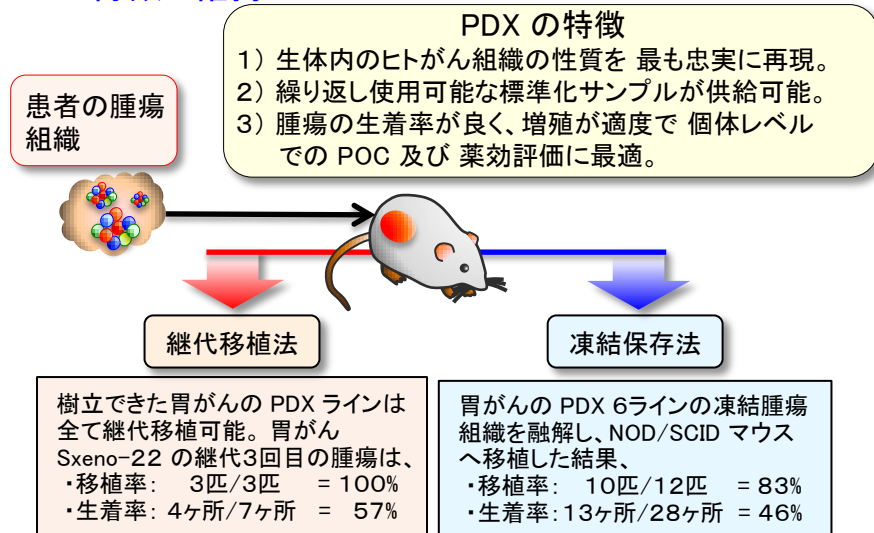 PDX の特徴
1) 生体内のヒトがん組織の性質を 最も忠実に再現。
2) 繰り返し使用可能な標準化サンプルが供給可能。
3) 腫瘍の生着率が良く、増殖が適度で 個体レベル
での POC 及び 薬効評価に最適。
患者の腫瘍
組織
継代移植法
樹立できた胃がんの PDX ラインは
全て継代移植可能。胃がん
Sxeno-22 の継代3回目の腫瘍は、
・移植率： 3匹/3匹 = 100%
・生着率：4ヶ所/7ヶ所 = 57%
凍結保存法
胃がんの PDX 6ラインの凍結腫瘍
組織を融解し、NOD/SCID マウス
へ移植した結果、
・移植率： 10匹/12匹 = 83%
・生着率：13ヶ所/28ヶ所 = 46%